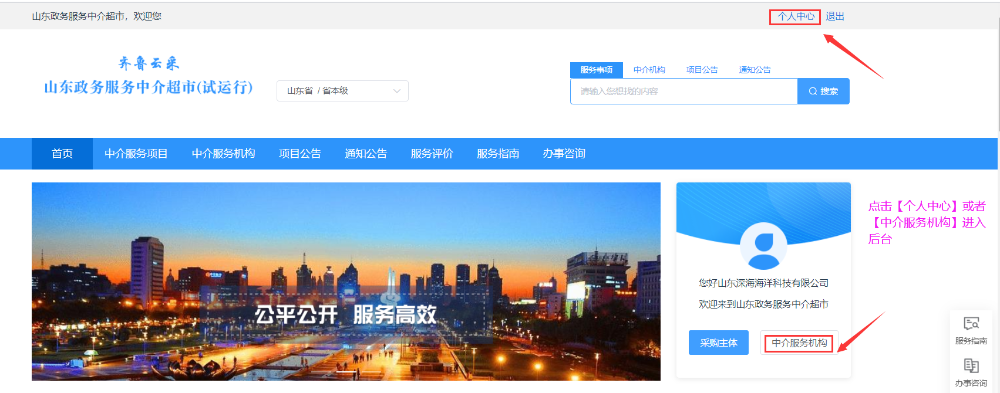 山东政务服务中介超市，欢迎您
个人中心 退出
齐鲁云采
山东政务服务中介超市(试运行)
山东省 / 省本级
服务事项 中介机构 项目公告 通知公告
请输入您想找的内容
搜索
首页 中介服务项目 中介服务机构 项目公告 通知公告 服务评价 服务指南 办事咨询
公平公开 服务高效
您好山东深海海洋科技有限公司
欢迎来到山东政务服务中介超市
采购主体 中介服务机构
点击【个人中心】或者
【中介服务机构】进入
后台
服务指南
办事咨询